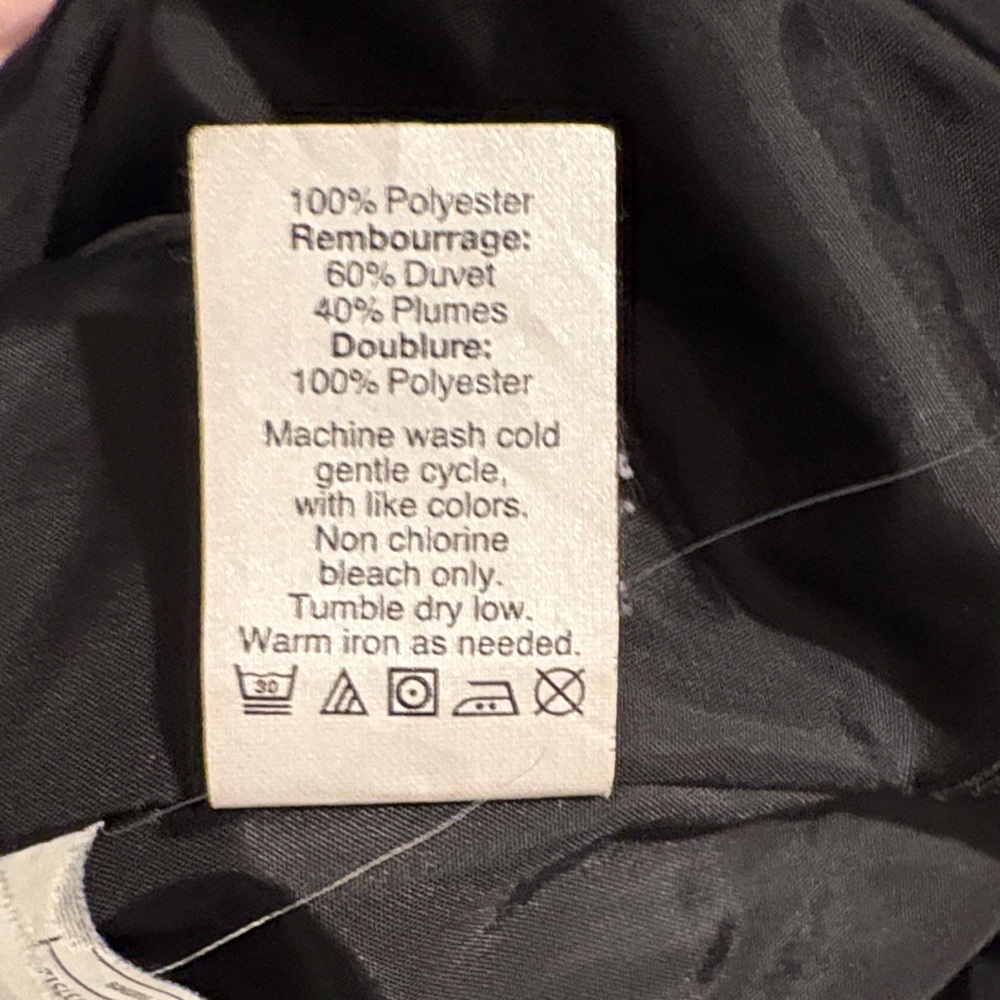 100% Polyester
Rembourrage:
60% Duvet
40% Plumes
Doublure:
100% Polyester
Machine wash cold
gentle cycle,
with like colors.
Non chlorine
bleach only.
Tumble dry low.
Warm iron as needed.
30